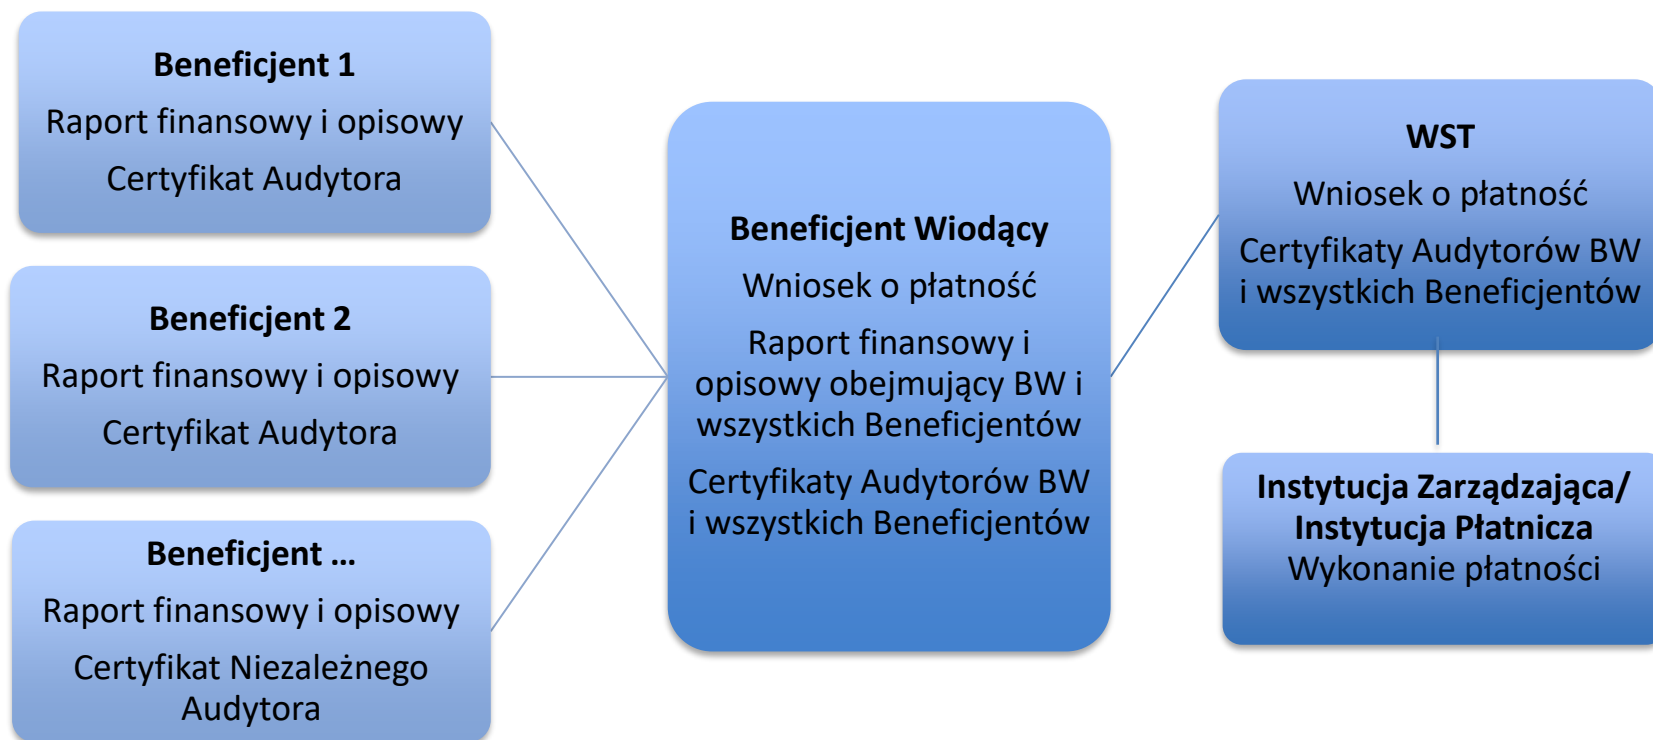 Beneficjent 1
Raport finansowy i opisowy
Certyfikat Audytora
Beneficjent 2
Raport finansowy i opisowy
Certyfikat Audytora
Beneficjent ...
Raport finansowy i opisowy
Certyfikat Niezależnego
Audytora
Beneficjent Wiodący
Wniosek o płatność
Raport finansowy i
opisowy obejmujący BW i
wszystkich Beneficjentów
Certyfikaty Audytorów BW
i wszystkich Beneficjentów
WST
Wniosek o płatność
Certyfikaty Audytorów BW
i wszystkich Beneficjentów
Instytucja Zarządzająca/
Instytucja Płatnicza
Wykonanie płatności